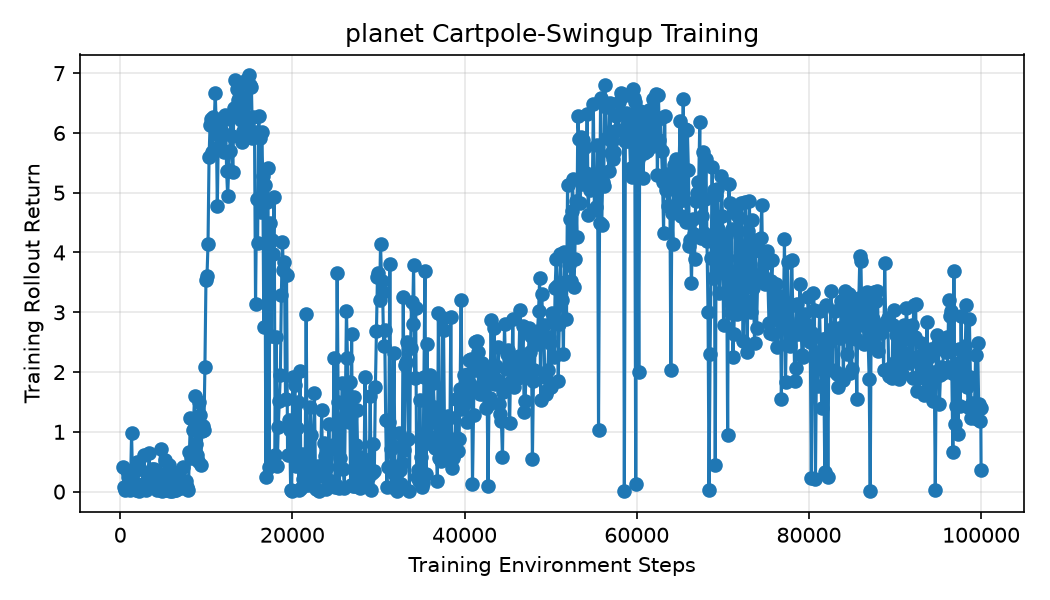 planet Cartpole-Swingup Training
Training Rollout Return
7
6
5
4
3
2
1
0
0 20000 40000 60000 80000 100000
Training Environment Steps